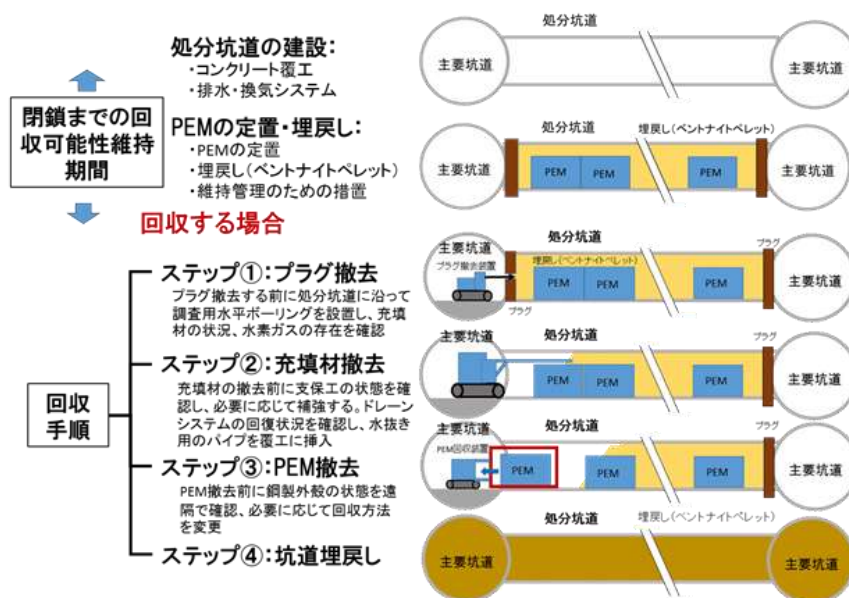 処分坑道の建設：
・コンクリート覆工
・排水・換気システム
処分坑道
主要坑道
主要坑道
閉鎖までの回
収可能性維持
期間
PEMの定置・埋戻し：
・PEMの定置
・埋戻し（ベントナイトペレット）
・維持管理のための措置
処分坑道
埋戻し（ベントナイトペレット）
主要坑道
PEM
PEM
PEM
主要坑道
回収する場合
回収
手順
ステップ①：プラグ撤去
プラグ撤去する前に処分坑道に沿って
調査用水平ボーリングを設置し、充填
材の状況、水素ガスの存在を確認
処分坑道
プラグ
主要坑道
プラグ撤去装置
埋戻し（ベントナイトペレット）
PEM
PEM
PEM
主要坑道
プラグ
ステップ②：充填材撤去
充填材の撤去前に支保工の状態を確
認し、必要に応じて補強する。ドレーン
システムの回復状況を確認し、水抜き
用のパイプを覆工に挿入
処分坑道
プラグ
主要坑道
PEM
PEM
PEM
主要坑道
ステップ③：PEM撤去
PEM撤去前に鋼製外殻の状態を遠
隔で確認、必要に応じて回収方法
を変更
処分坑道
プラグ
主要坑道
PEM回収装置
PEM
PEM
PEM
主要坑道
ステップ④：坑道埋戻し
処分坑道
埋戻し（ベントナイトペレット）
主要坑道
主要坑道